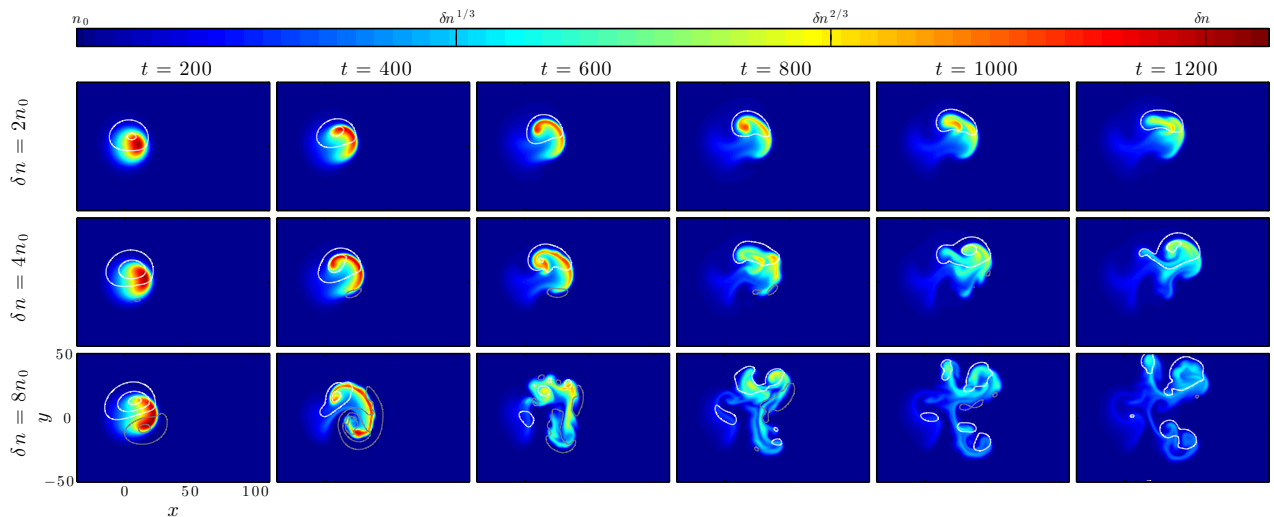 n₀ δn^{1/3} δn^{2/3} δn
t = 200 t = 400 t = 600 t = 800 t = 1000 t = 1200
δn = 2n₀
δn = 4n₀
δn = 8n₀
50
0
−50
y
0 50 100
x